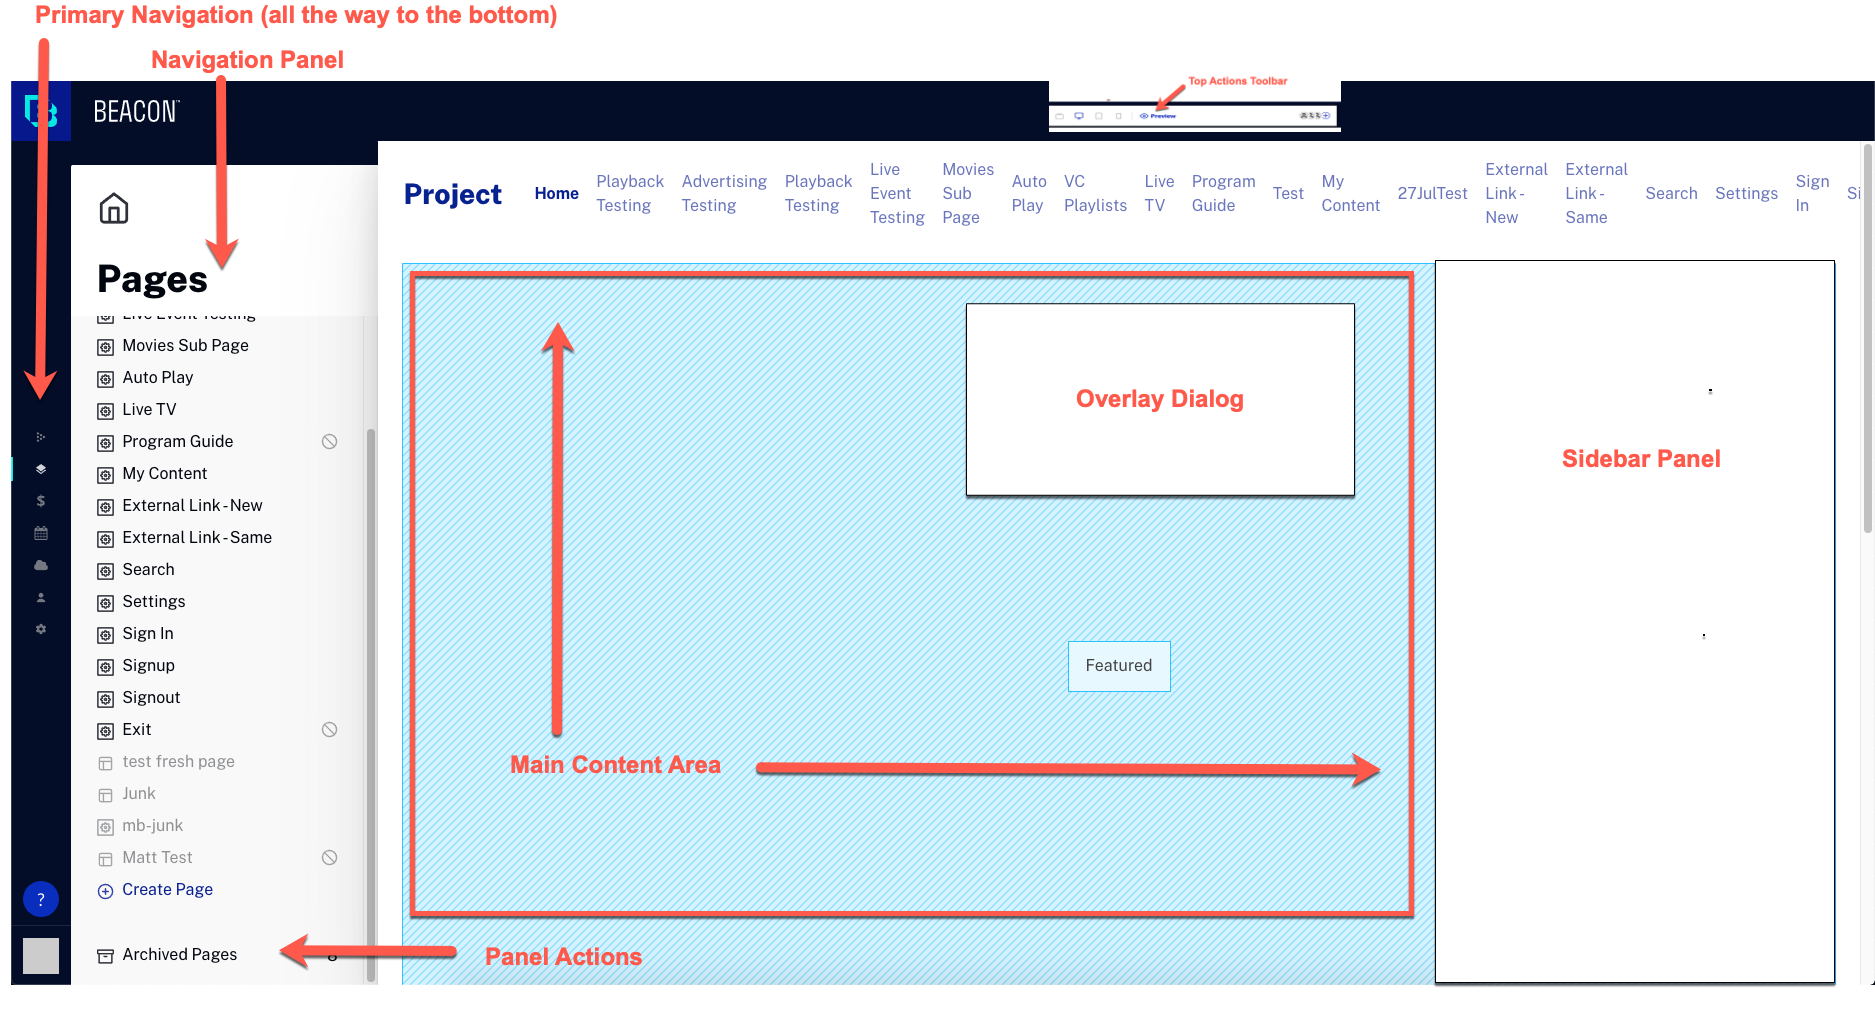 Primary Navigation (all the way to the bottom)
Navigation Panel
BEACON
Top Actions Toolbar
Preview
Project
Home
Playback
Testing
Advertising
Testing
Playback
Testing
Live
Event
Testing
Movies
Sub
Page
Auto
Play
VC
Playlists
Live
TV
Program
Guide
Test
My
Content
27JulTest
External
Link -
New
External
Link -
Same
Search
Settings
Sign
In
Si
Pages
Live Event Testing
Movies Sub Page
Auto Play
Live TV
Program Guide
My Content
External Link - New
External Link - Same
Search
Settings
Sign In
Signup
Signout
Exit
test fresh page
Junk
mb-junk
Matt Test
Create Page
Archived Pages
$
?
Overlay Dialog
Sidebar Panel
Featured
Main Content Area
Panel Actions